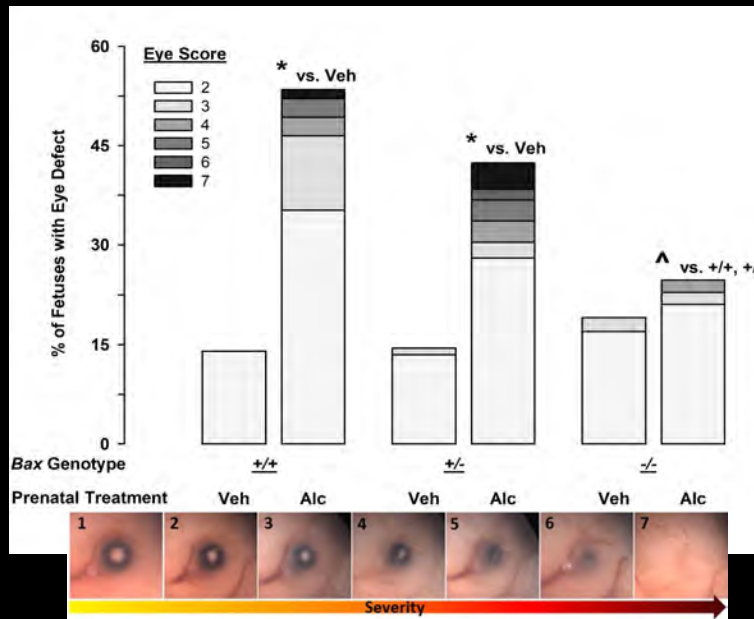 60
45
30
15
0
% of Fetuses with Eye Defect
Eye Score
2
3
4
5
6
7
* vs. Veh
* vs. Veh
^ vs. +/+, +/
Bax Genotype +/+ +/- -/-
Prenatal Treatment Veh Alc Veh Alc Veh Alc
1 2 3 4 5 6 7
Severity